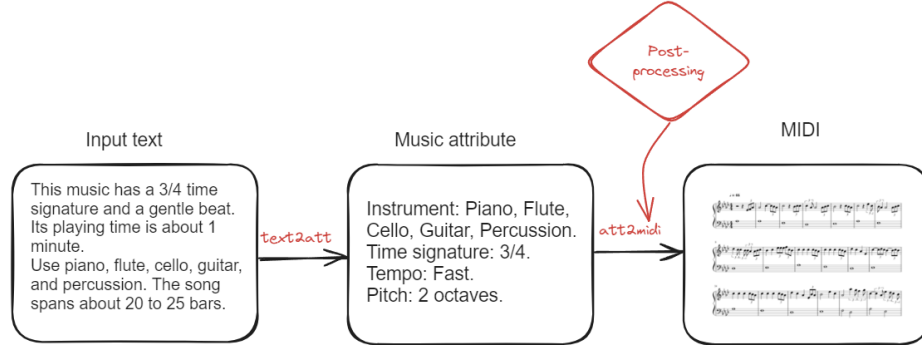 Input text
This music has a 3/4 time
signature and a gentle beat.
Its playing time is about 1
minute.
Use piano, flute, cello, guitar,
and percussion. The song
spans about 20 to 25 bars.
text2att
Music attribute
Instrument: Piano, Flute,
Cello, Guitar, Percussion.
Time signature: 3/4.
Tempo: Fast.
Pitch: 2 octaves.
Post-
processing
att2midi
MIDI